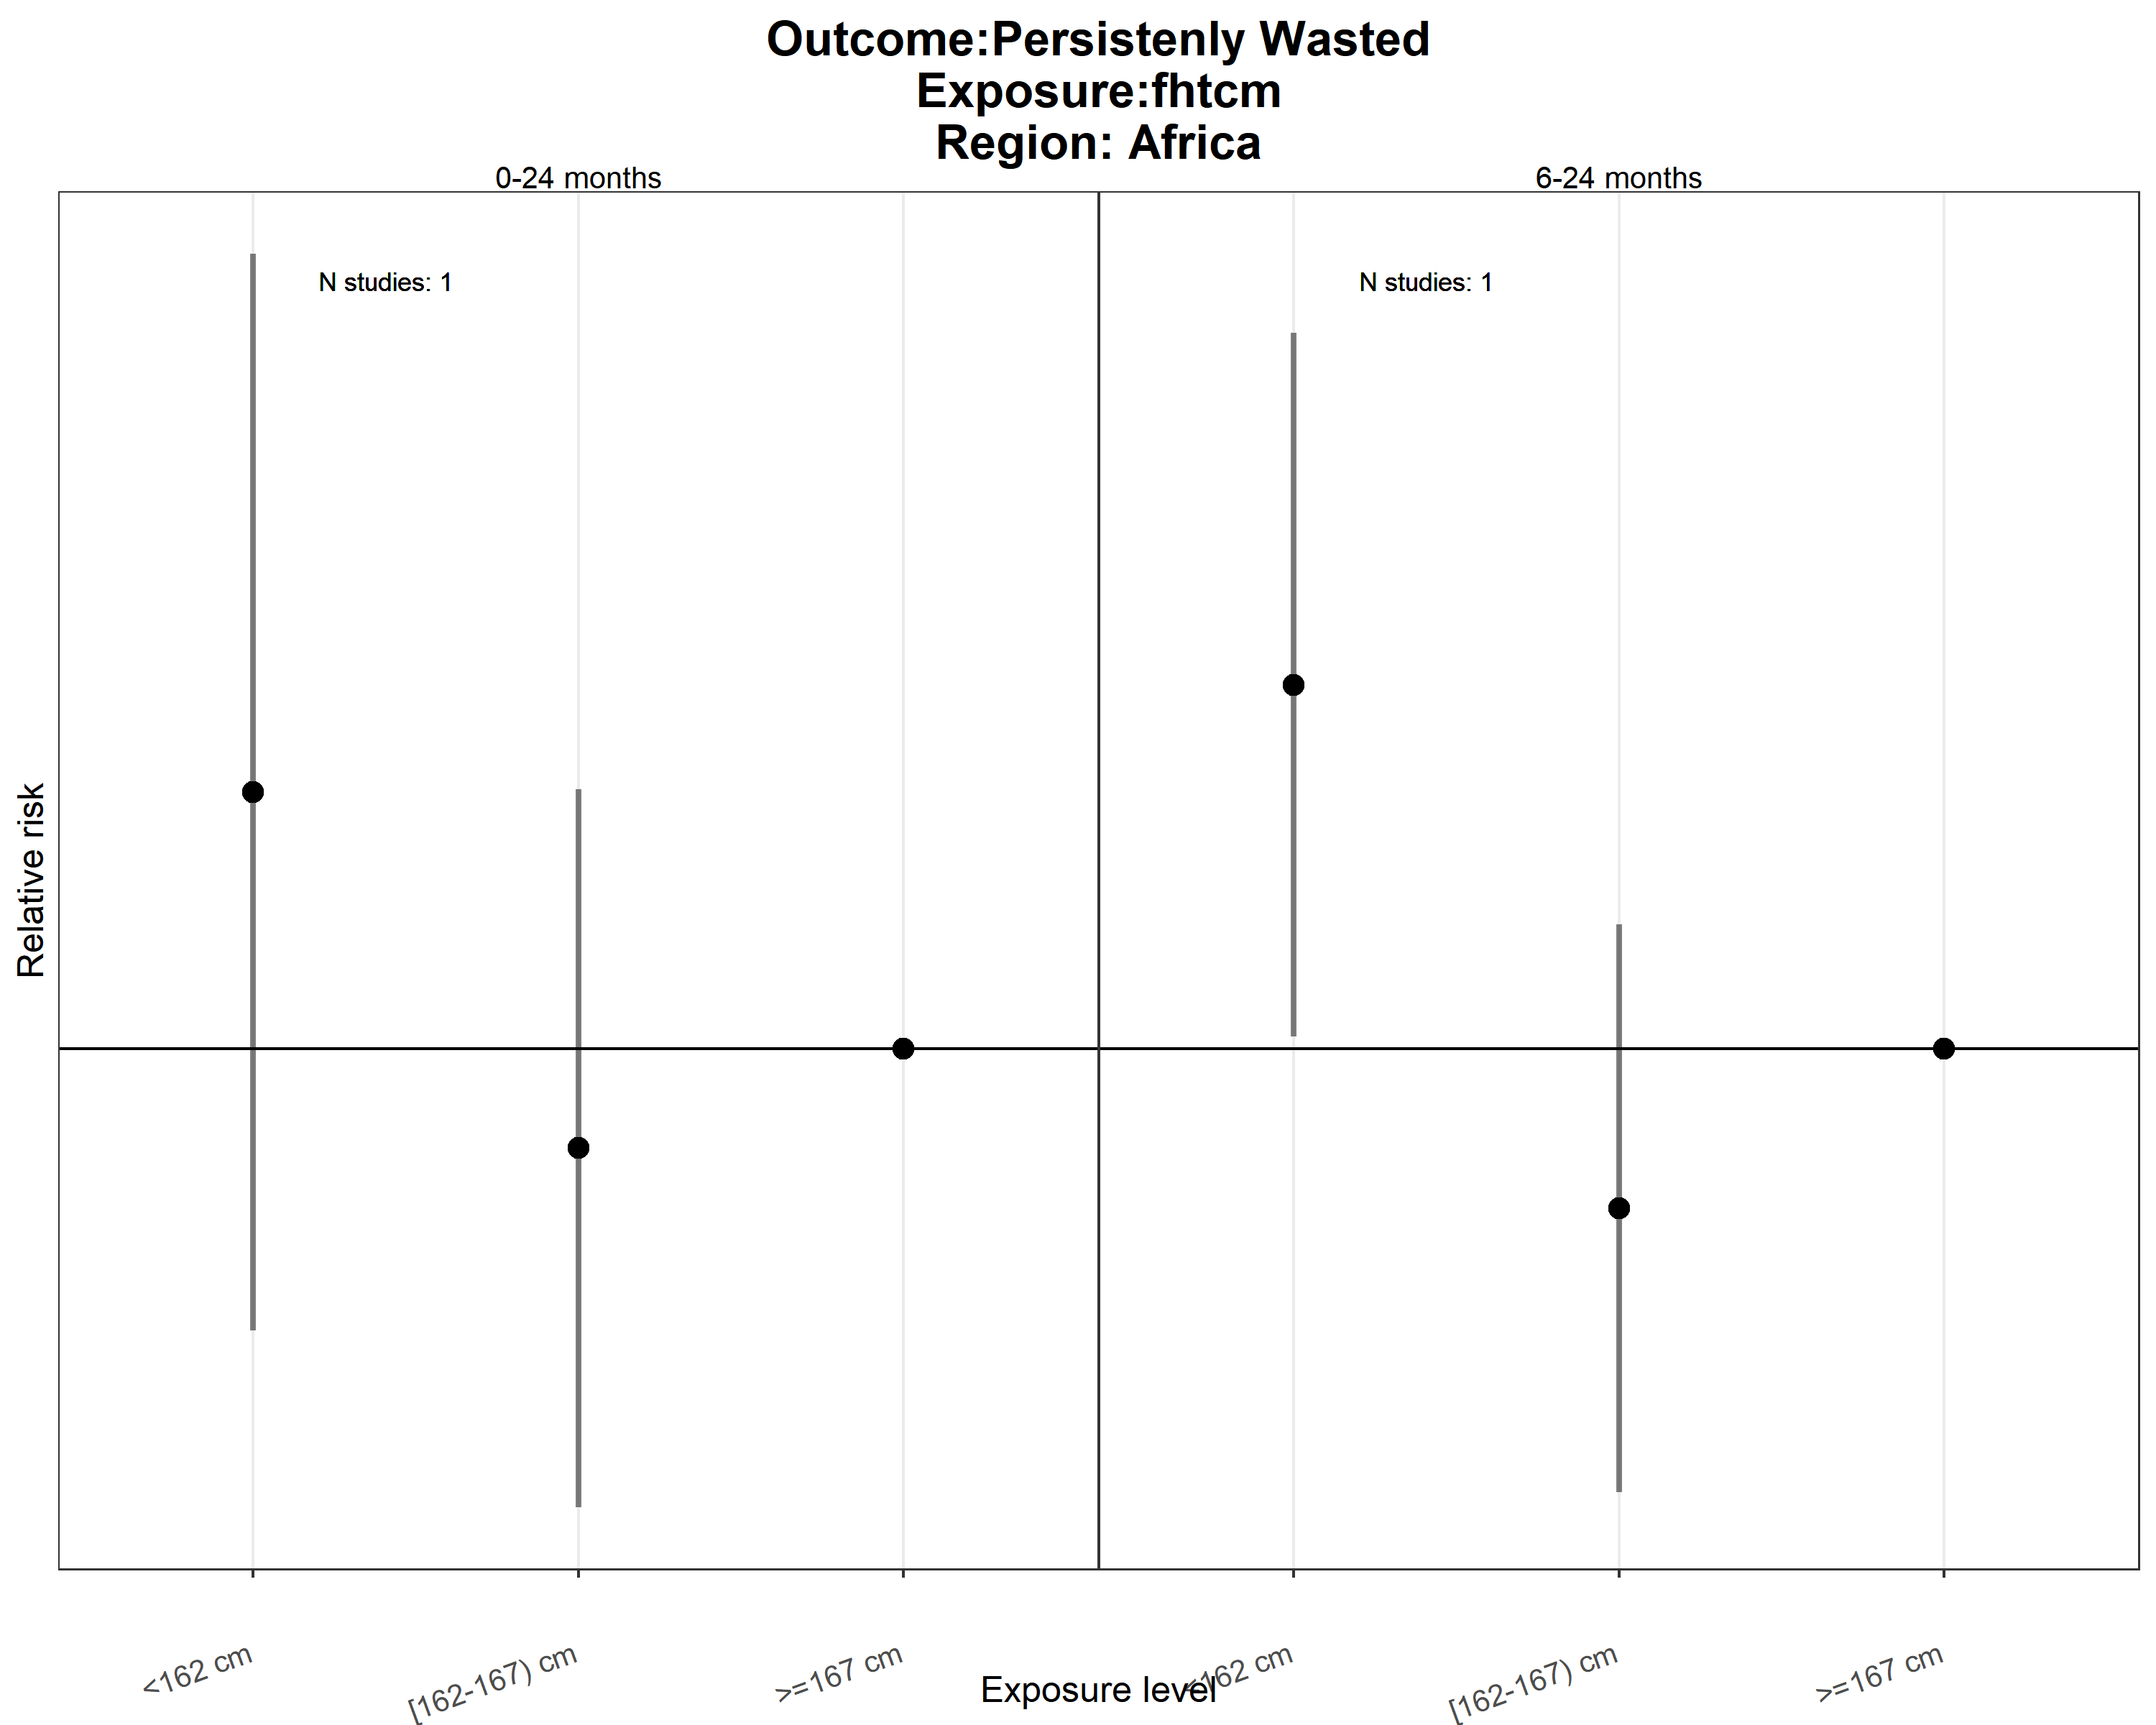 Outcome:Persistenly Wasted
Exposure:fhtcm
Region: Africa
0-24 months
6-24 months
N studies: 1
N studies: 1
Relative risk
<162 cm
[162-167) cm
>=167 cm
<162 cm
[162-167) cm
>=167 cm
Exposure level